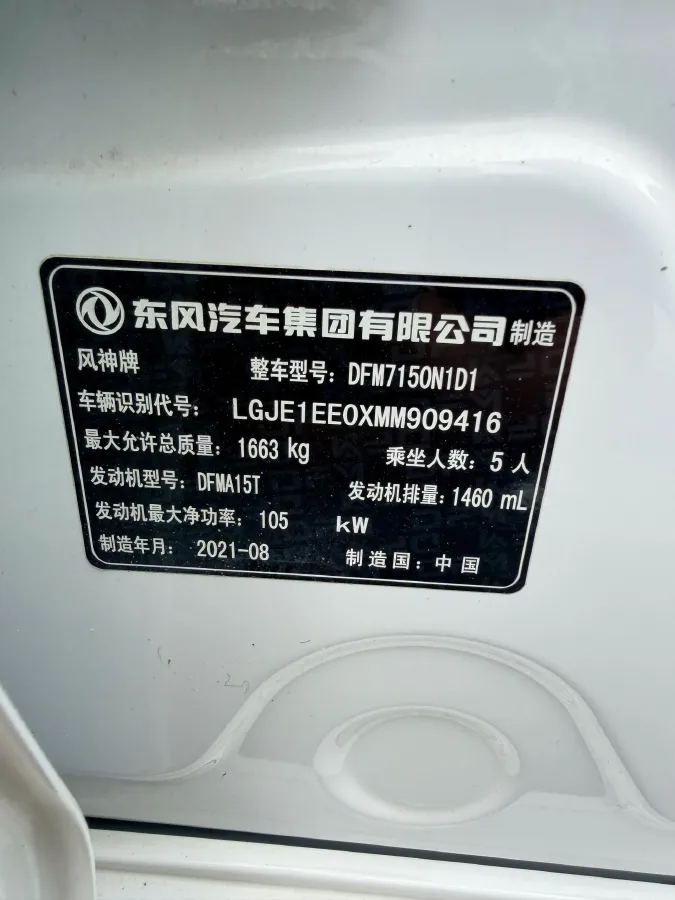 东风汽车集团有限公司制造
风神牌 整车型号：DFM7150N1D1
车辆识别代号：LGJE1EE0XMM909416
最大允许总质量：1663 kg 乘坐人数：5 人
发动机型号：DFMA15T 发动机排量：1460 mL
发动机最大净功率：105 kW
制造年月：2021-08 制造国：中国